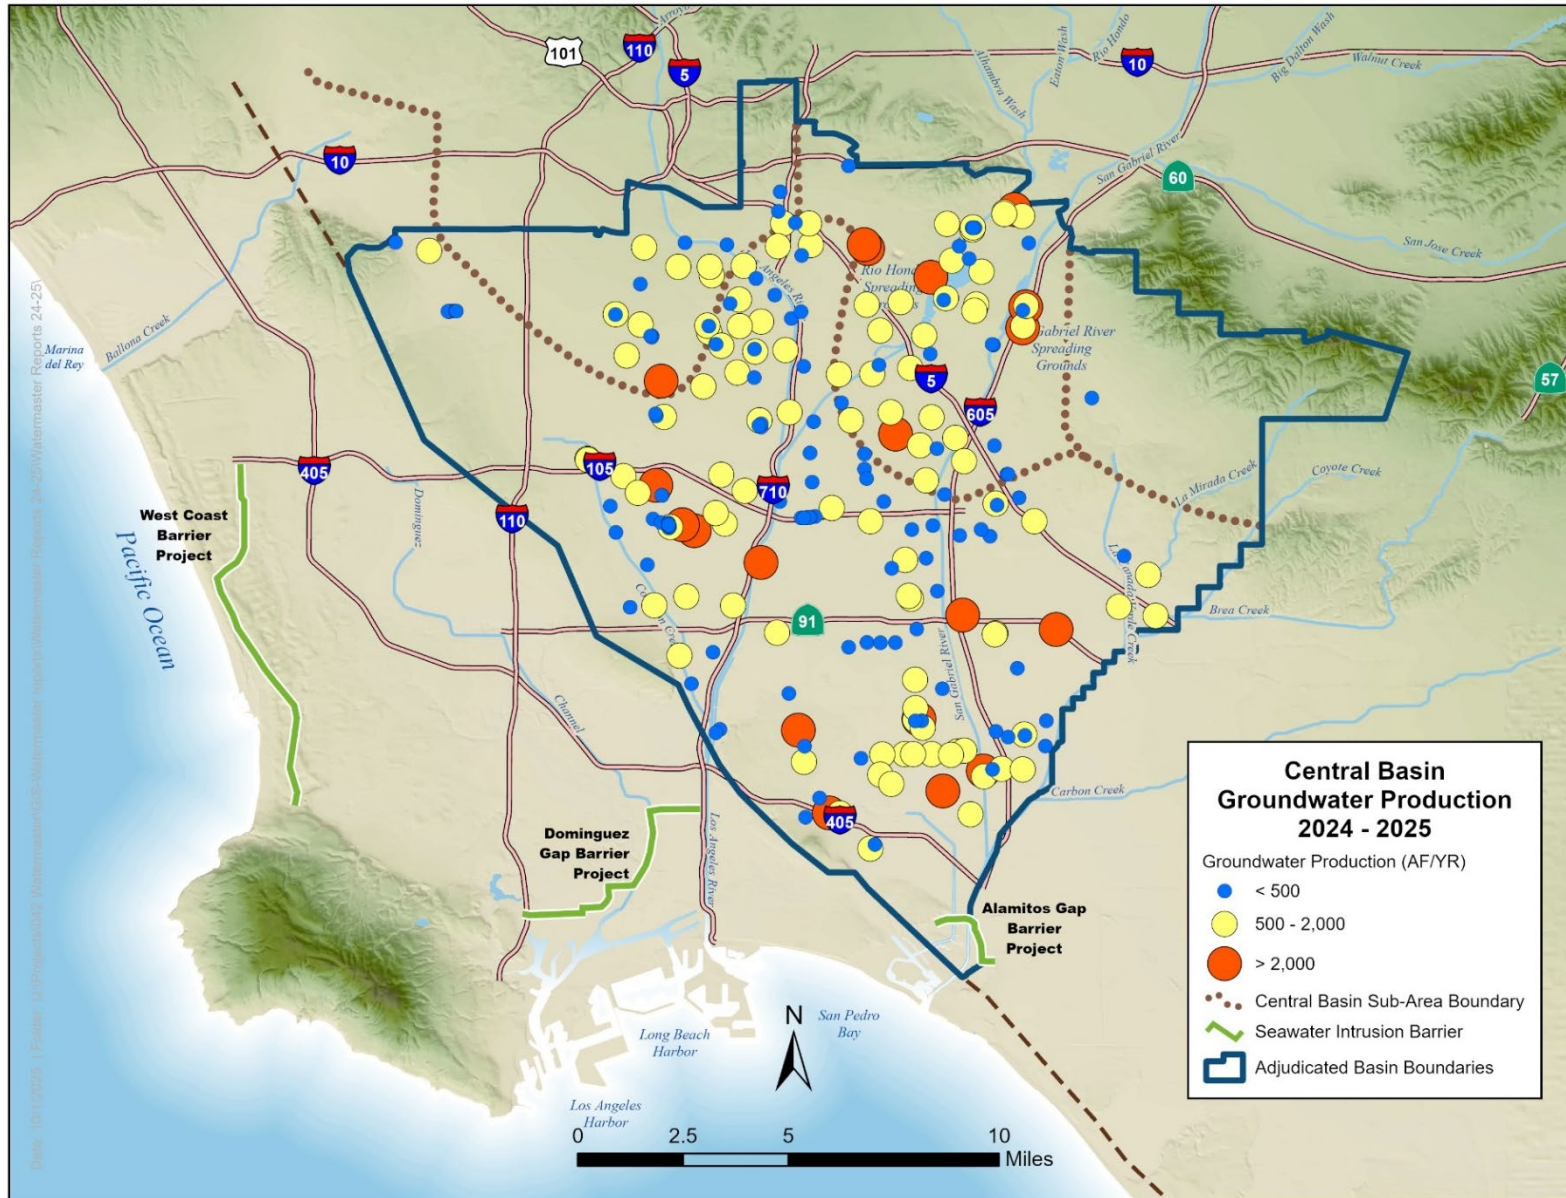 Arroyo
101
110
5
10
Alhambra Wash
Eaton Wash
Rio Hondo
Big Dalton Wash
Walnut Creek
10
San Gabriel River
60
San Jose Creek
Ballona Creek
Marina
del Rey
Los Angeles River
Rio Hondo
Spreading
Grounds
Gabriel River
Spreading
Grounds
5
605
57
405
105
710
110
La Mirada Creek
Coyote Creek
West Coast
Barrier
Project
Pacific Ocean
Dominguez
Channel
91
Brea Creek
San Gabriel River
Carbon Creek
Dominguez
Gap Barrier
Project
Los Angeles River
405
Alamitos Gap
Barrier
Project
Central Basin
Groundwater Production
2024 - 2025
Groundwater Production (AF/YR)
< 500
500 - 2,000
> 2,000
Central Basin Sub-Area Boundary
Seawater Intrusion Barrier
Adjudicated Basin Boundaries
N
San Pedro
Bay
Long Beach
Harbor
Los Angeles
Harbor
0 2.5 5 10
Miles